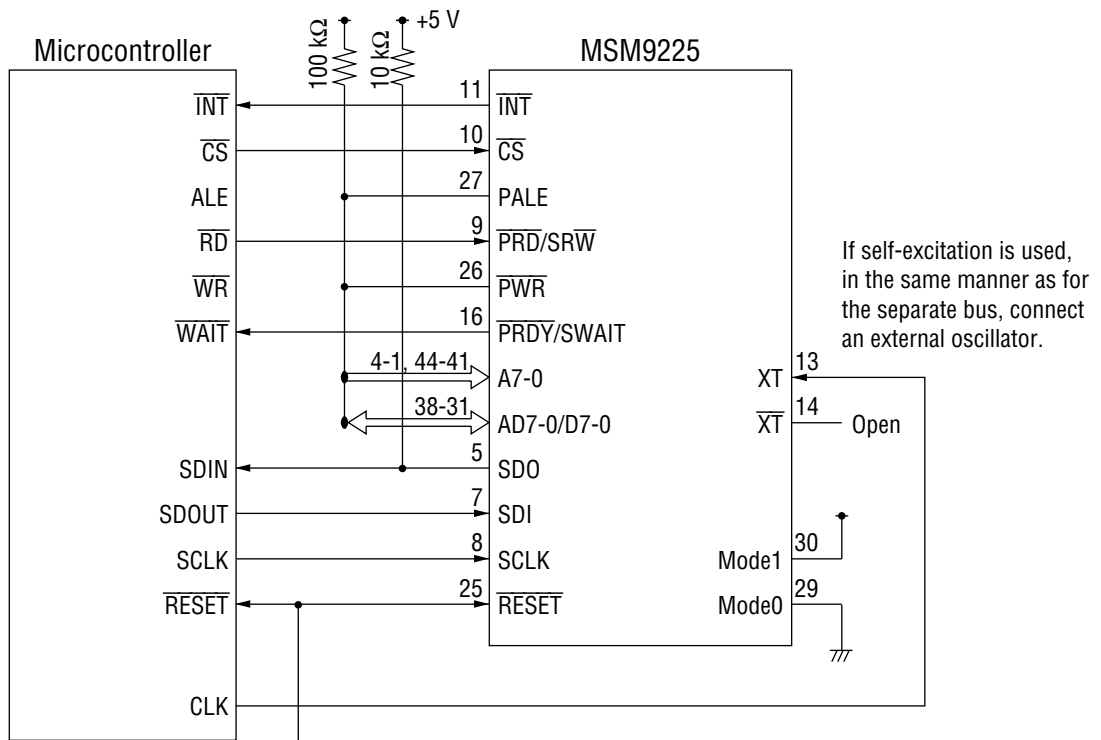 +5 V
100 kΩ
10 kΩ
Microcontroller
MSM9225
INT
11
INT
CS
10
CS
ALE
27
PALE
RD
9
PRD/SRW
WR
26
PWR
WAIT
16
PRDY/SWAIT
4-1, 44-41
A7-0
38-31
AD7-0/D7-0
SDIN
5
SDO
SDOUT
7
SDI
SCLK
8
SCLK
RESET
25
RESET
CLK
If self-excitation is used,
in the same manner as for
the separate bus, connect
an external oscillator.
XT
13
XT
14
Open
Mode1
30
Mode0
29